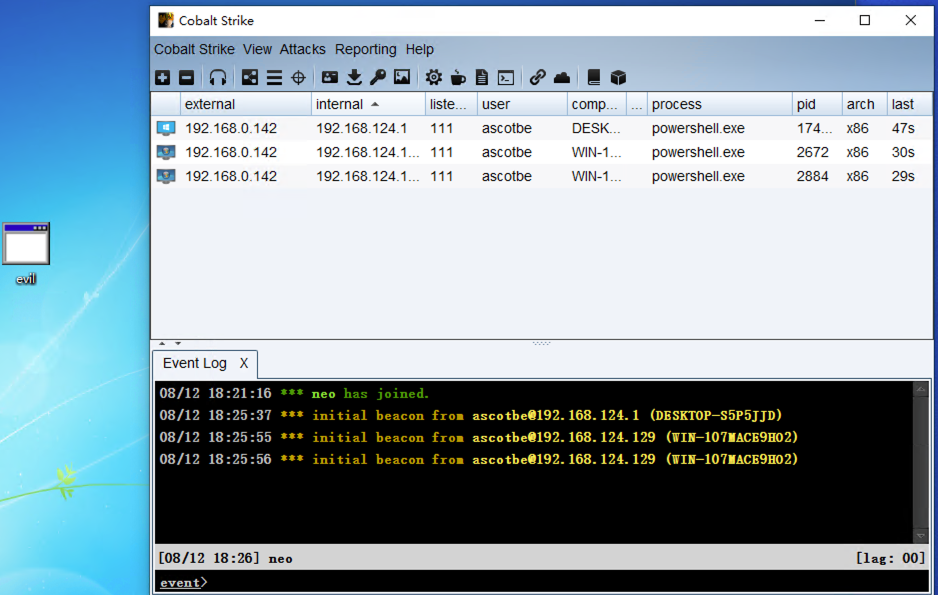 Cobalt Strike
Cobalt Strike View Attacks Reporting Help
external internal liste... user comp... ... process pid arch last
192.168.0.142 192.168.124.1 111 ascotbe DESK... powershell.exe 174... x86 47s
192.168.0.142 192.168.124.1... 111 ascotbe WIN-1... powershell.exe 2672 x86 30s
192.168.0.142 192.168.124.1... 111 ascotbe WIN-1... powershell.exe 2884 x86 29s
evil
Event Log X
08/12 18:21:16 *** neo has joined.
08/12 18:25:37 *** initial beacon from ascotbe@192.168.124.1 (DESKTOP-S5P5JJD)
08/12 18:25:55 *** initial beacon from ascotbe@192.168.124.129 (WIN-107MACE9HO2)
08/12 18:25:56 *** initial beacon from ascotbe@192.168.124.129 (WIN-107MACE9HO2)
[08/12 18:26] neo [lag: 00]
event>